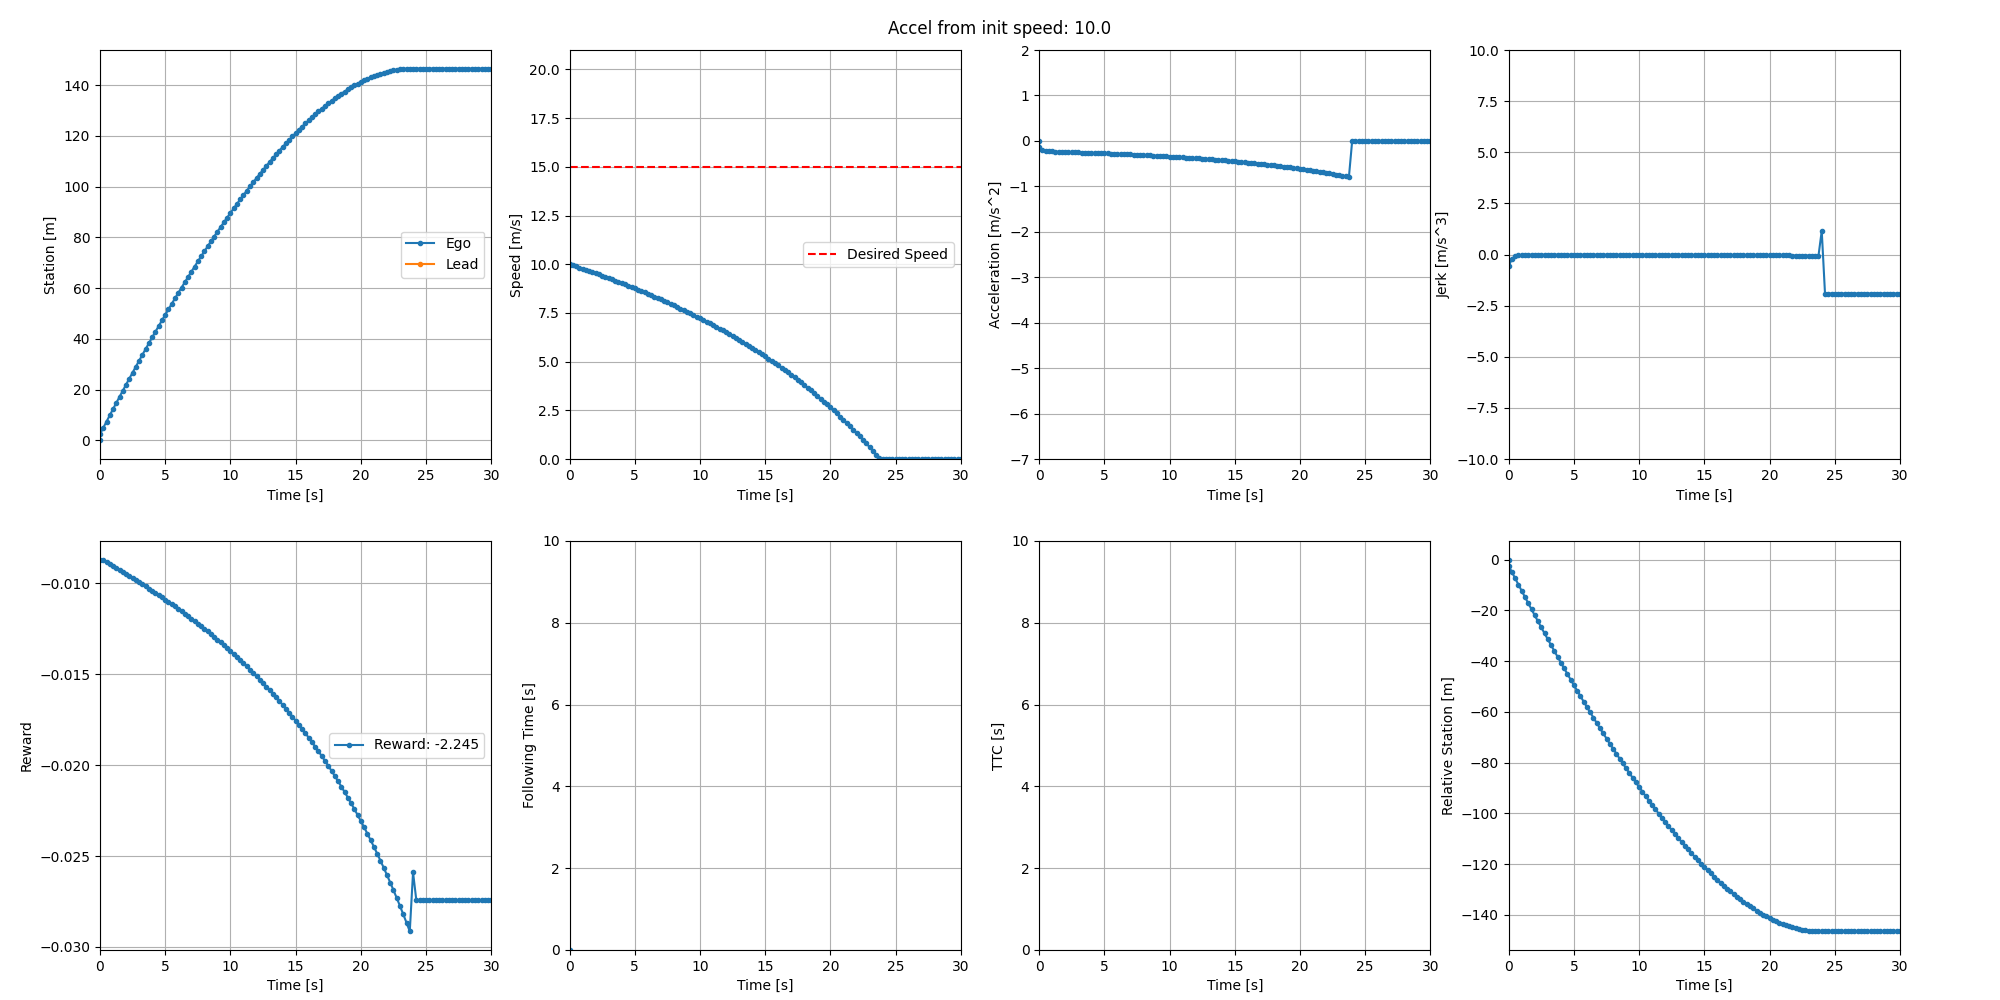 Accel from init speed: 10.0
Station [m]
140
120
100
80
60
40
20
0
Ego
Lead
0 5 10 15 20 25 30
Time [s]
Speed [m/s]
20.0
17.5
15.0
12.5
10.0
7.5
5.0
2.5
0.0
Desired Speed
0 5 10 15 20 25 30
Time [s]
Acceleration [m/s^2]
2
1
0
−1
−2
−3
−4
−5
−6
−7
0 5 10 15 20 25 30
Time [s]
Jerk [m/s^3]
10.0
7.5
5.0
2.5
0.0
−2.5
−5.0
−7.5
−10.0
0 5 10 15 20 25 30
Time [s]
Reward
−0.010
−0.015
−0.020
−0.025
−0.030
Reward: -2.245
0 5 10 15 20 25 30
Time [s]
Following Time [s]
10
8
6
4
2
0
0 5 10 15 20 25 30
Time [s]
TTC [s]
10
8
6
4
2
0
0 5 10 15 20 25 30
Time [s]
Relative Station [m]
0
−20
−40
−60
−80
−100
−120
−140
0 5 10 15 20 25 30
Time [s]